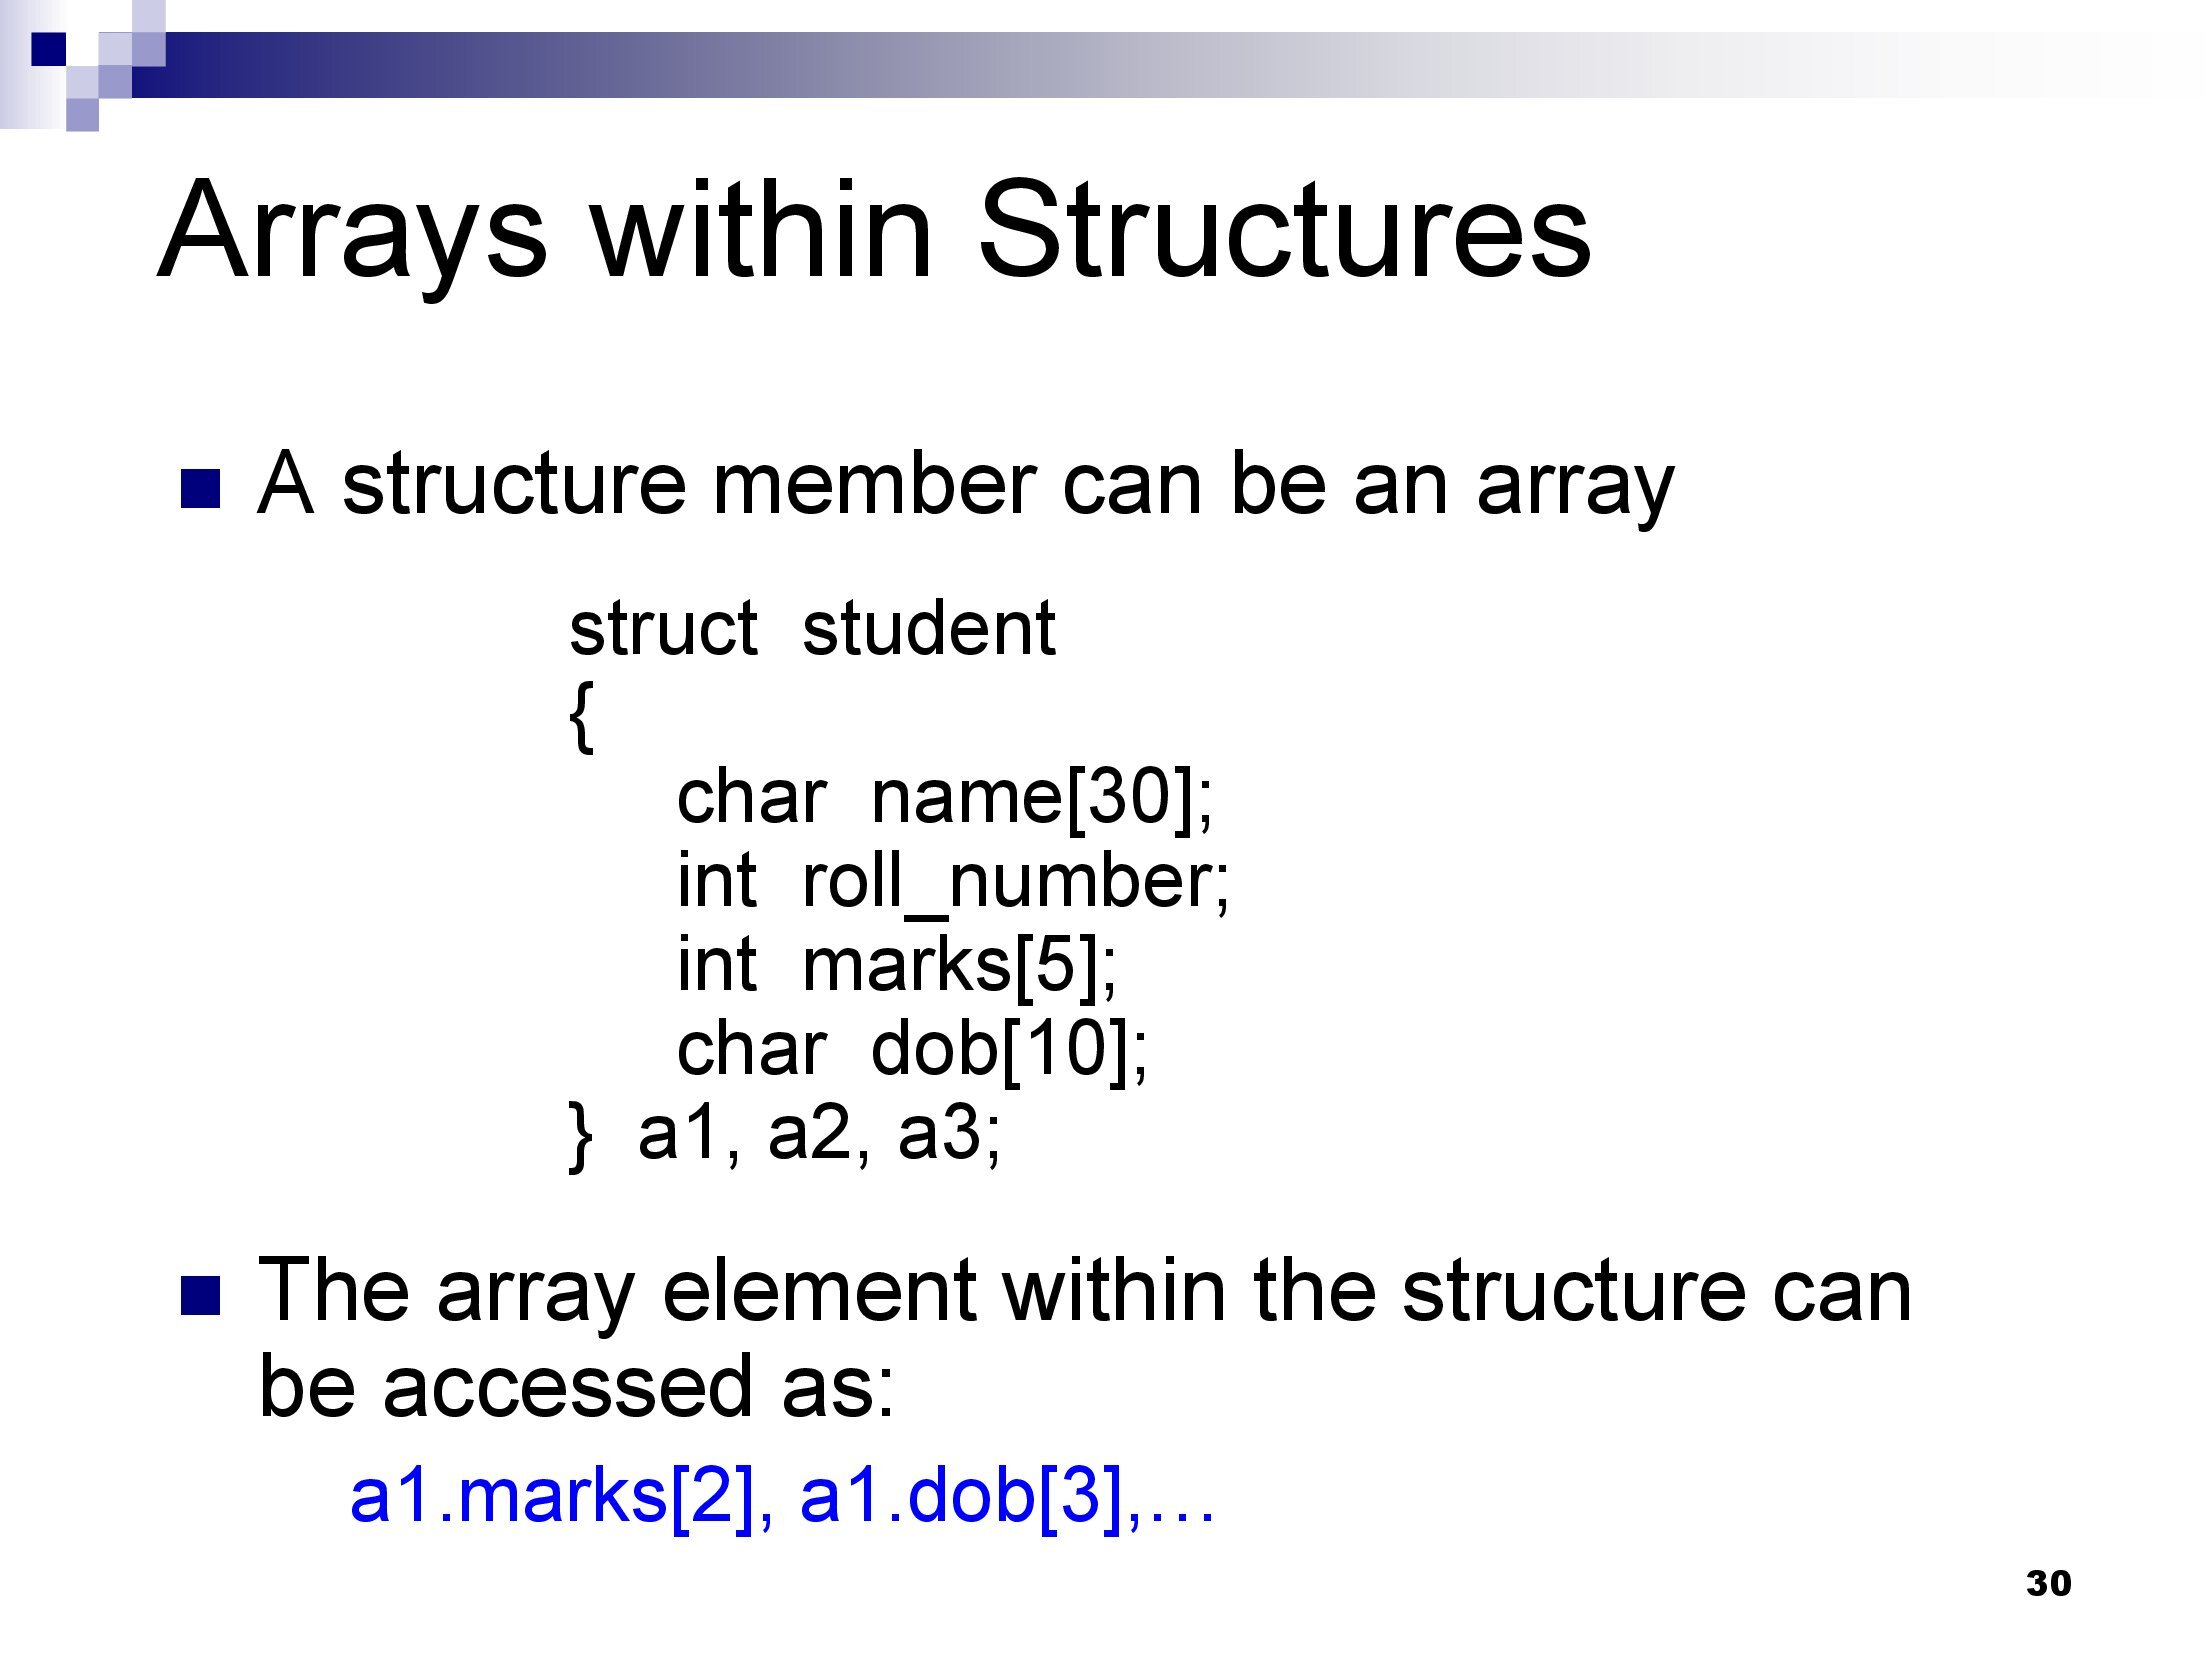 Arrays within Structures
A structure member can be an array
struct student
{
char name[30];
int roll_number;
int marks[5];
char dob[10];
} a1, a2, a3;
The array element within the structure can
be accessed as:
a1.marks[2], a1.dob[3],…
30